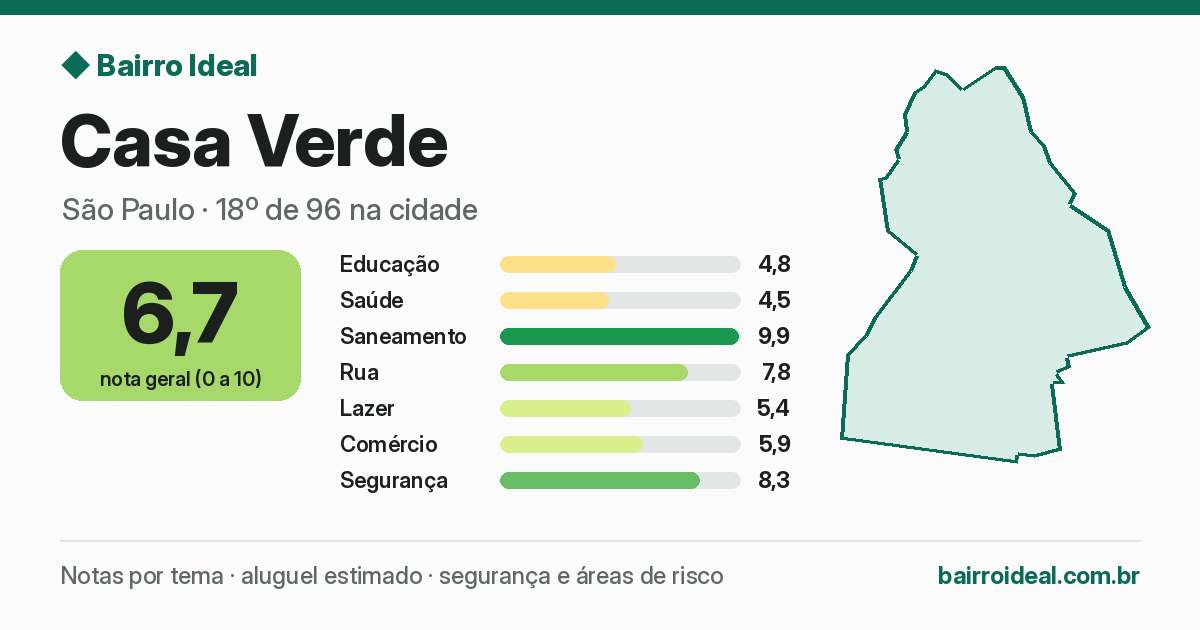 Bairro Ideal
Casa Verde
São Paulo · 18º de 96 na cidade
6,7
nota geral (0 a 10)
Educação 4,8
Saúde 4,5
Saneamento 9,9
Rua 7,8
Lazer 5,4
Comércio 5,9
Segurança 8,3
Notas por tema · aluguel estimado · segurança e áreas de risco
bairroideal.com.br